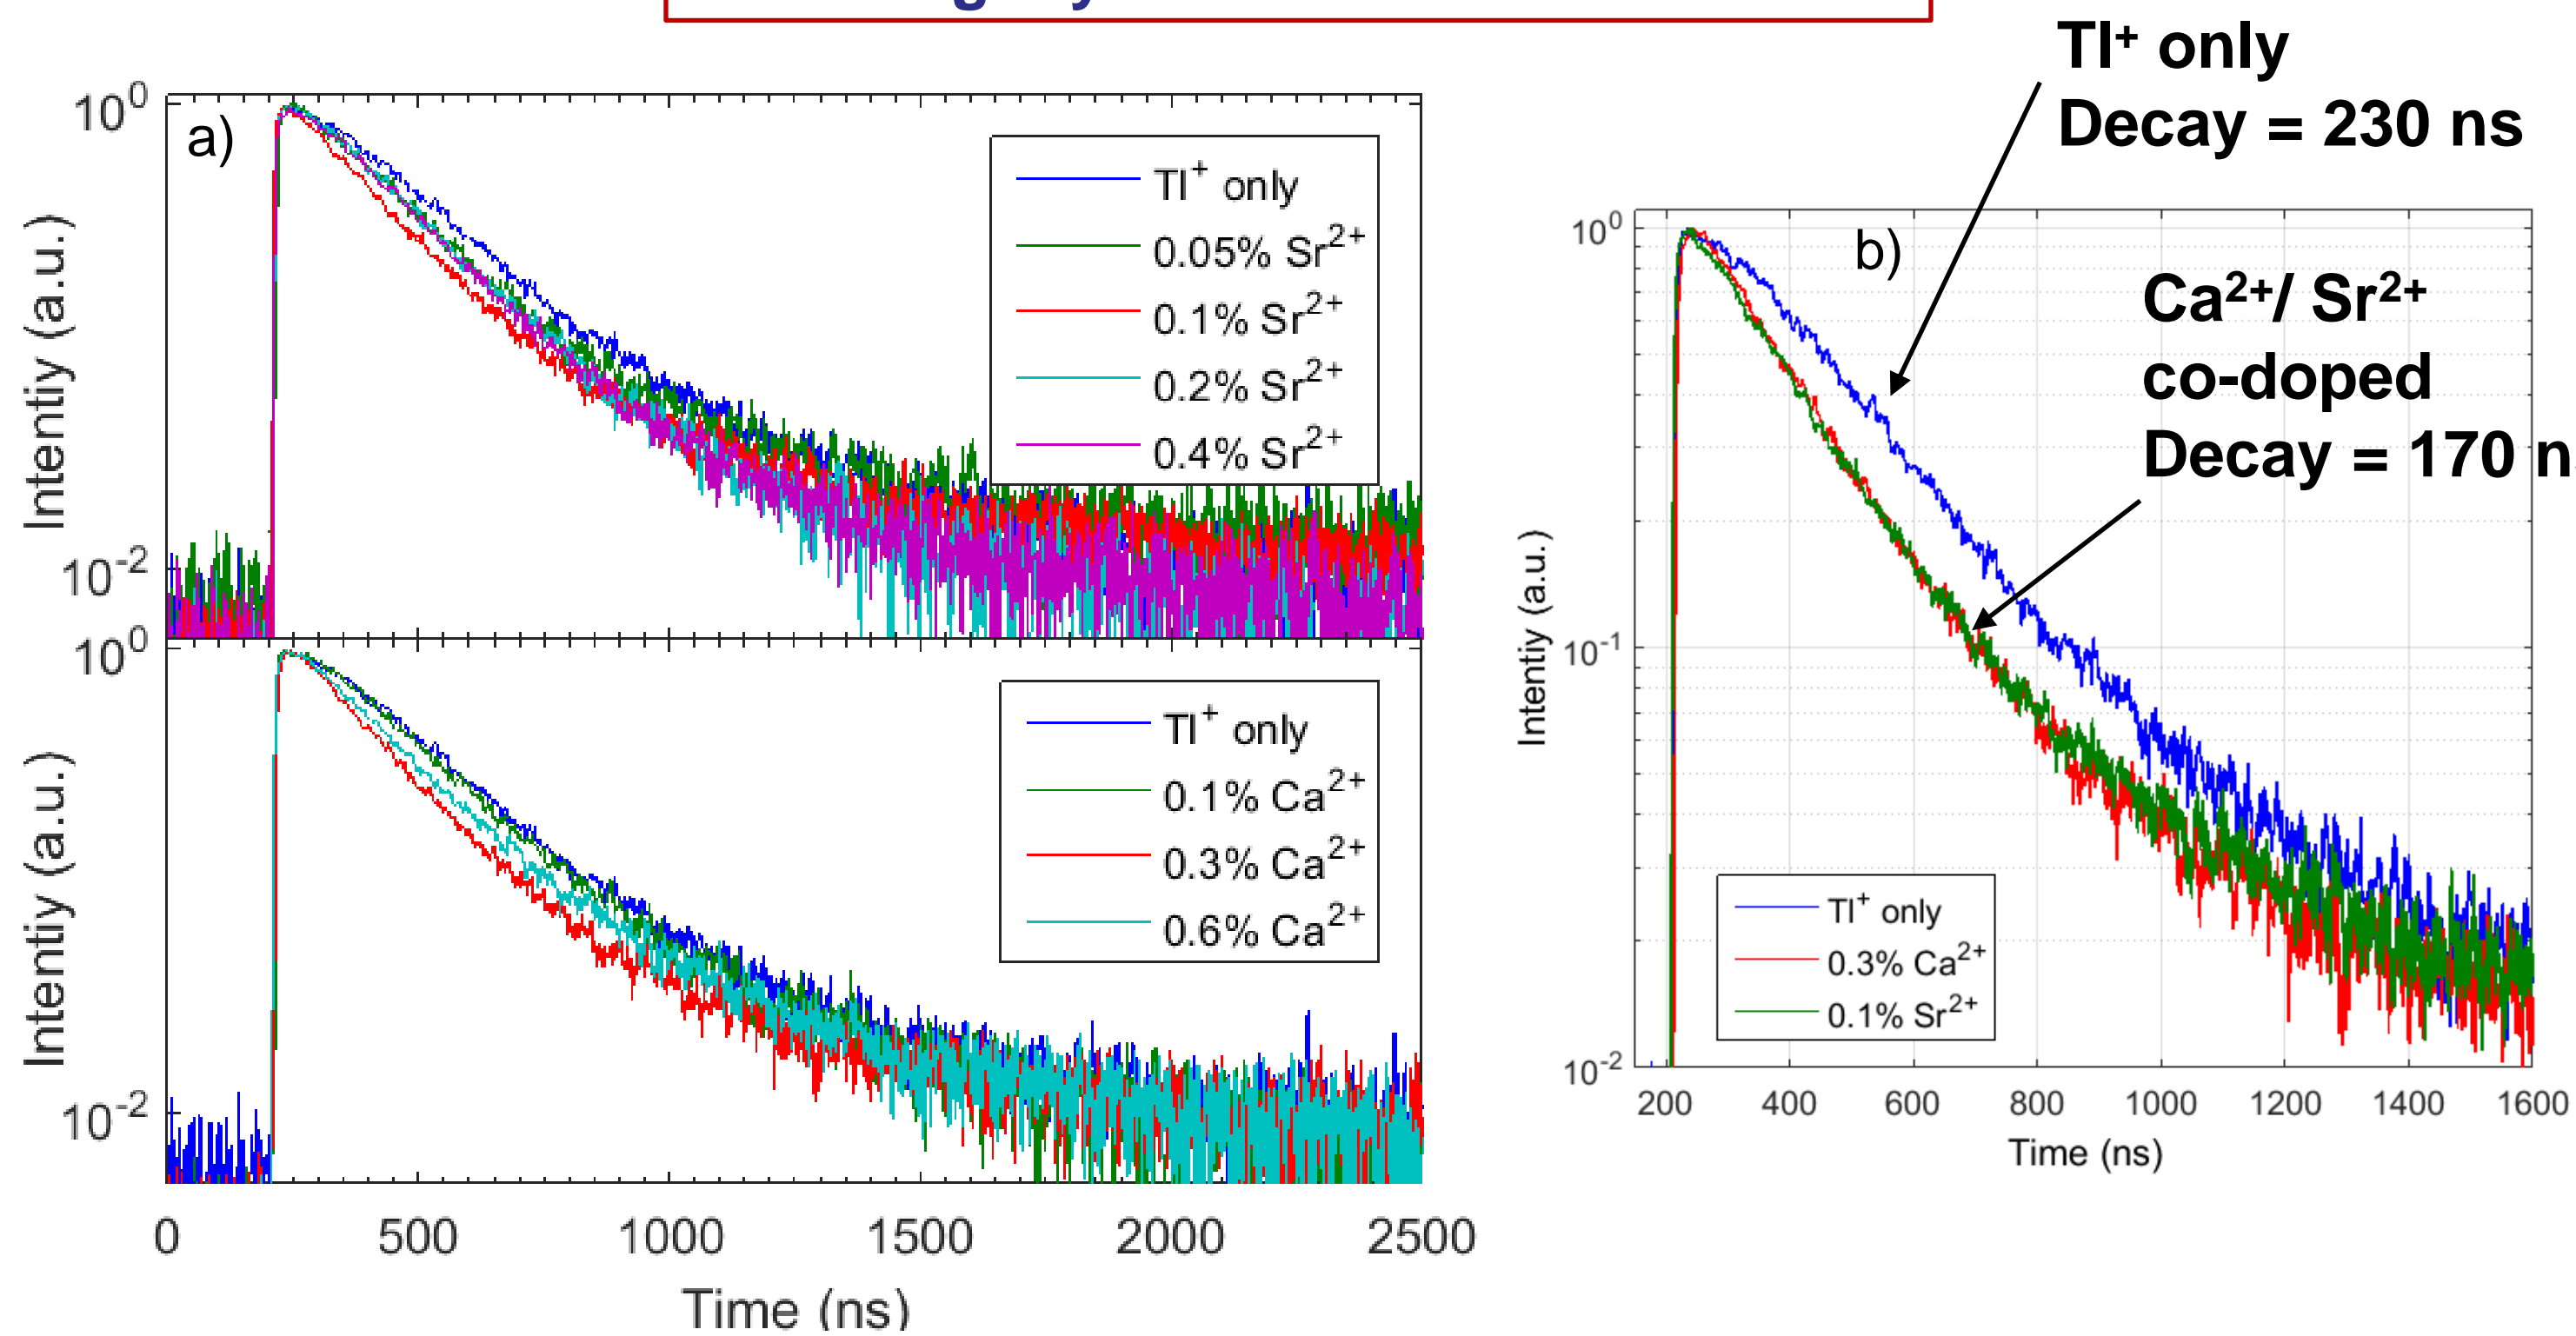 Tl⁺ only
Decay = 230 ns
a)
10⁰
10⁻²
Intentiy (a.u.)
Tl⁺ only
0.05% Sr²⁺
0.1% Sr²⁺
0.2% Sr²⁺
0.4% Sr²⁺
10⁰
10⁻²
Intentiy (a.u.)
Tl⁺ only
0.1% Ca²⁺
0.3% Ca²⁺
0.6% Ca²⁺
0 500 1000 1500 2000 2500
Time (ns)
b)
Ca²⁺/ Sr²⁺
co-doped
Decay = 170 n
10⁰
10⁻¹
10⁻²
Intentiy (a.u.)
Tl⁺ only
0.3% Ca²⁺
0.1% Sr²⁺
200 400 600 800 1000 1200 1400 1600
Time (ns)